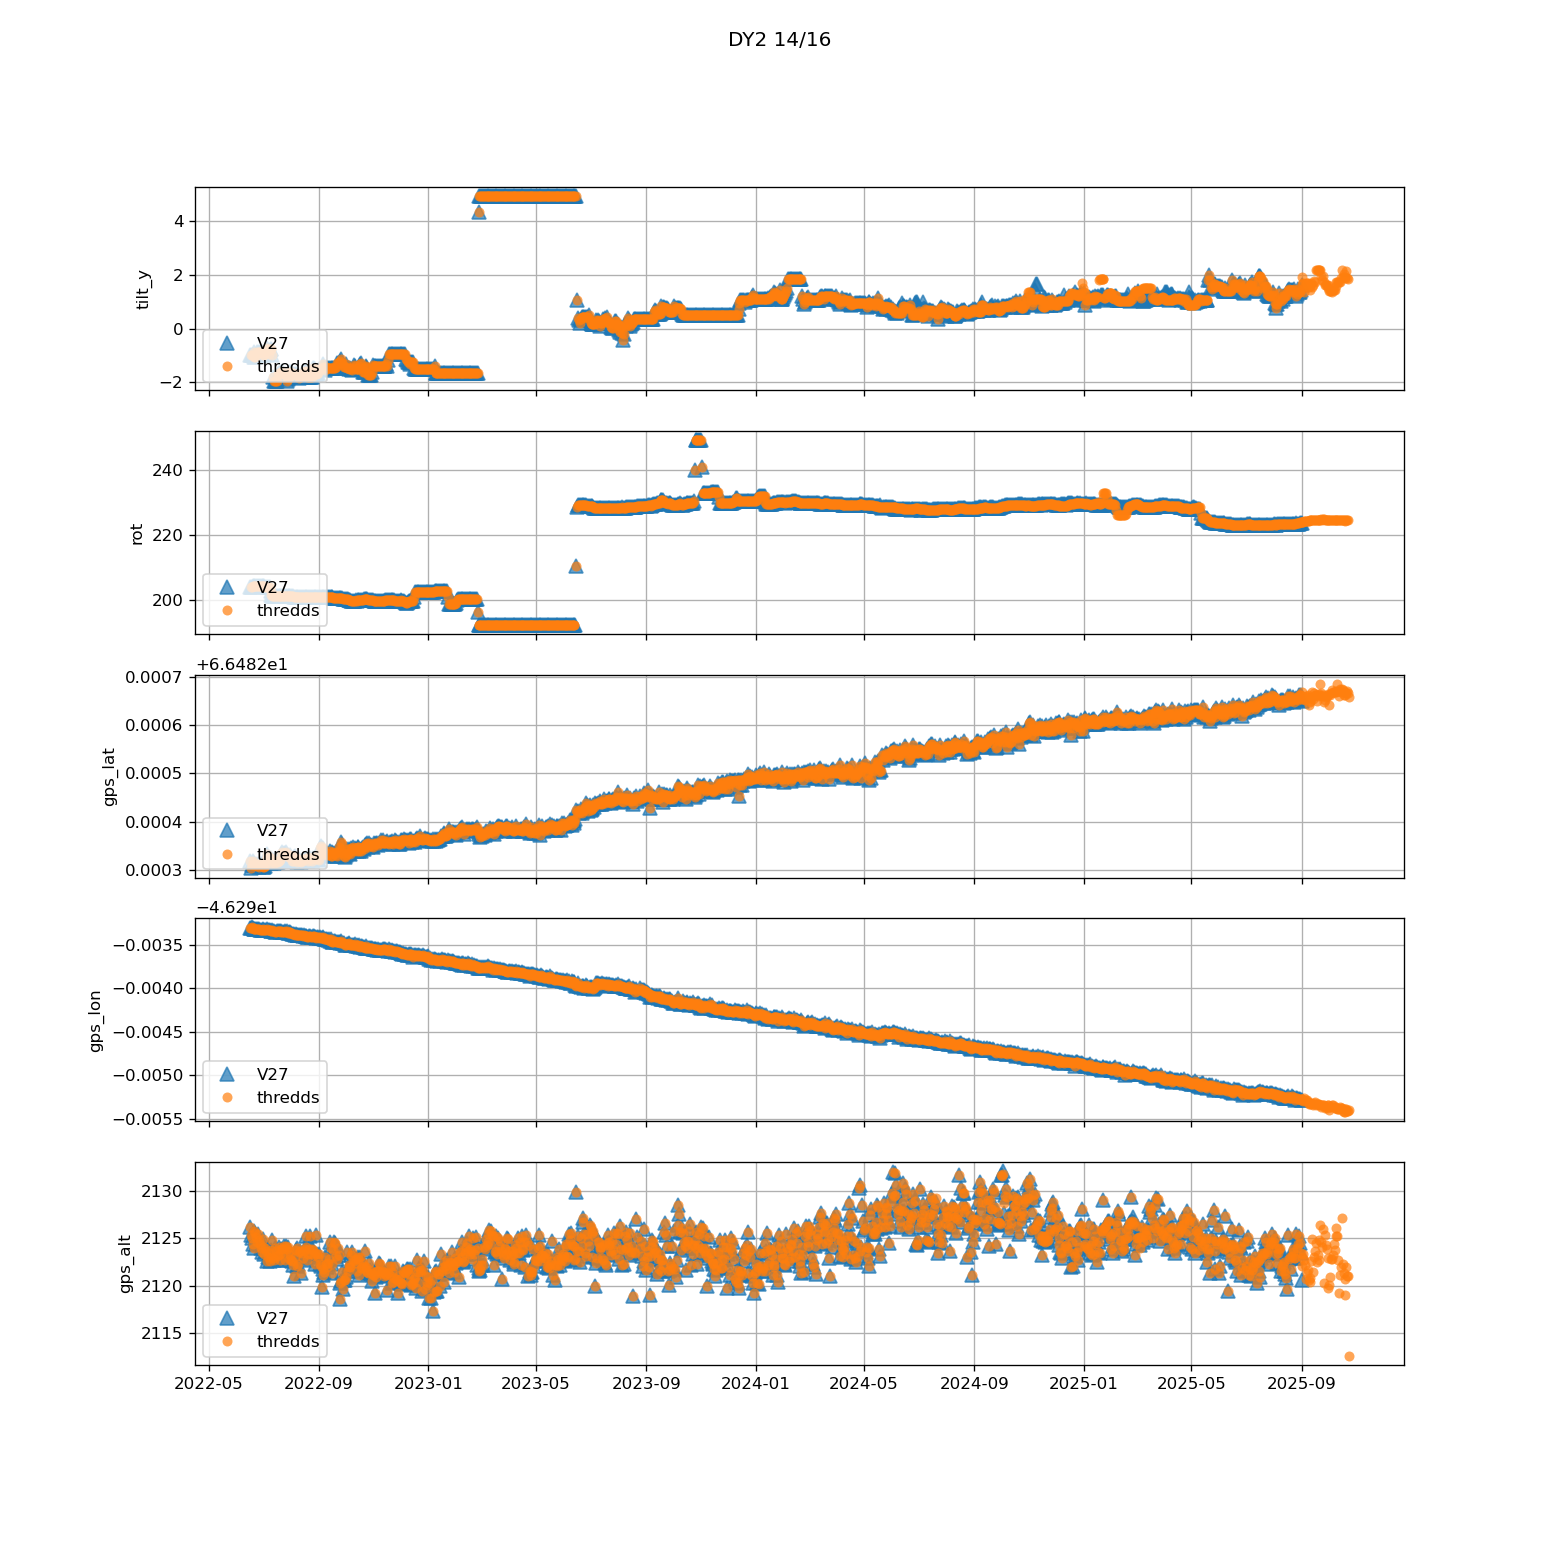 DY2 14/16
tilt_y
4
2
0
−2
V27
thredds
rot
240
220
200
V27
thredds
+6.6482e1
gps_lat
0.0007
0.0006
0.0005
0.0004
0.0003
V27
thredds
−4.629e1
gps_lon
−0.0035
−0.0040
−0.0045
−0.0050
−0.0055
V27
thredds
gps_alt
2130
2125
2120
2115
V27
thredds
2022-05 2022-09 2023-01 2023-05 2023-09 2024-01 2024-05 2024-09 2025-01 2025-05 2025-09